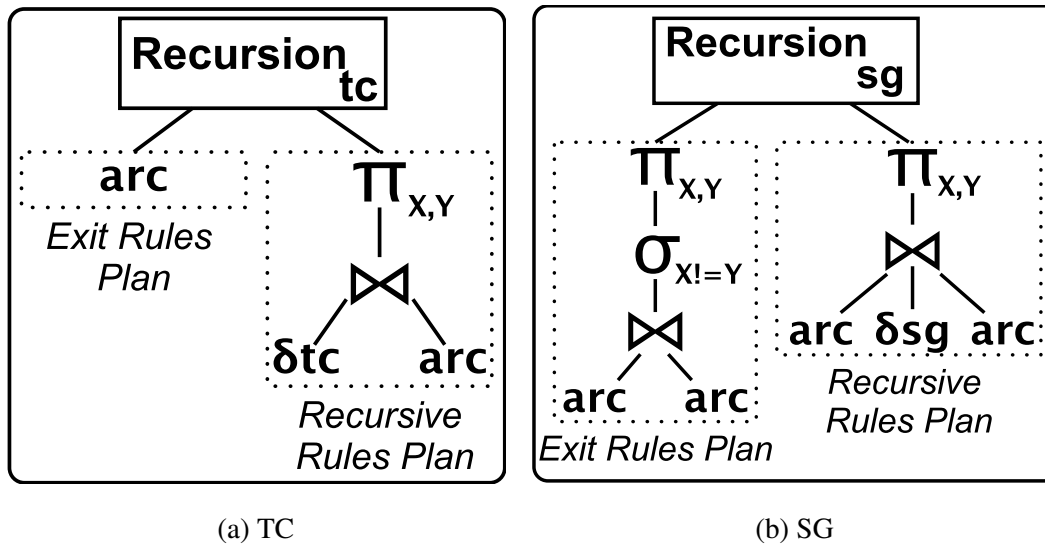 Recursion
tc
arc
Exit Rules
Plan
π X,Y
⋈
δtc arc
Recursive
Rules Plan
(a) TC
Recursion
sg
π X,Y
σ X!=Y
⋈
arc arc
Exit Rules Plan
π X,Y
⋈
arc δsg arc
Recursive
Rules Plan
(b) SG